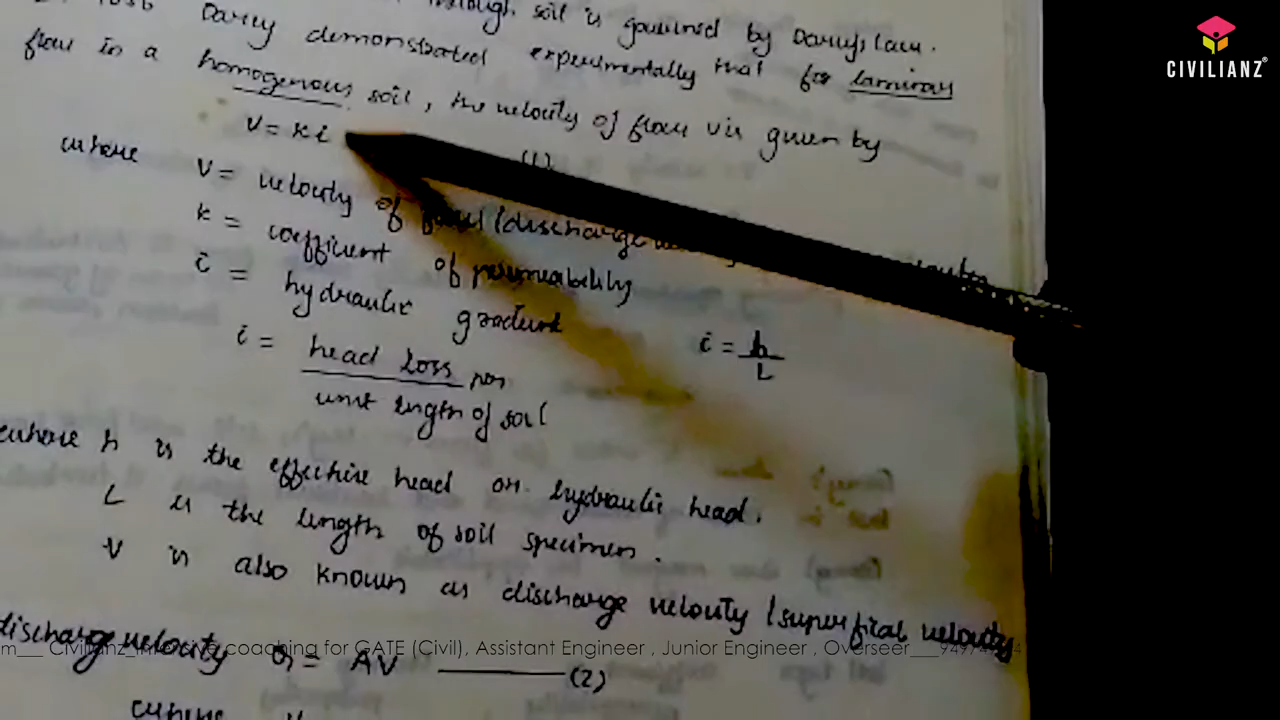 through soil is governed by Darcy's law.
Darcy demonstrated experimentally that for laminar
flow in a homogenous soil, the velocity of flow v is given by
V = Ki (1)
where V = velocity of flow/discharge
K = coefficient of permeability
i = hydraulic gradient
i = head loss per
unit length of soil
i = h
L
where h is the effective head or hydraulic head.
L is the length of soil specimen.
V is also known as discharge velocity/superficial velocity
discharge velocity Q = AV (2)
where
CIVILIANZ
coaching for GATE (Civil), Assistant Engineer , Junior Engineer , Overseer